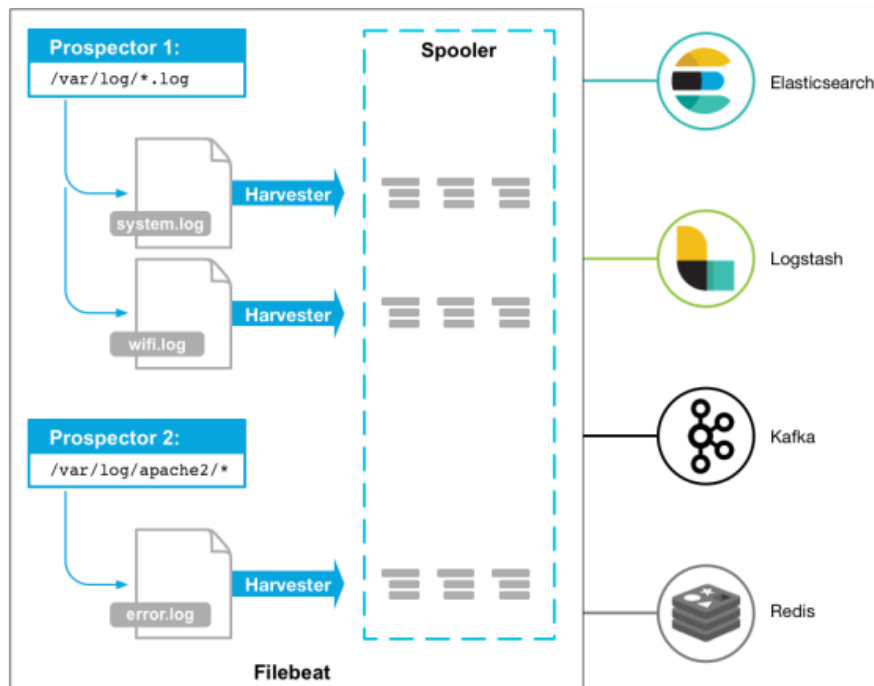 Prospector 1:
/var/log/*.log
Spooler
system.log
Harvester
wifi.log
Harvester
Prospector 2:
/var/log/apache2/*
error.log
Harvester
Filebeat
Elasticsearch
Logstash
Kafka
Redis